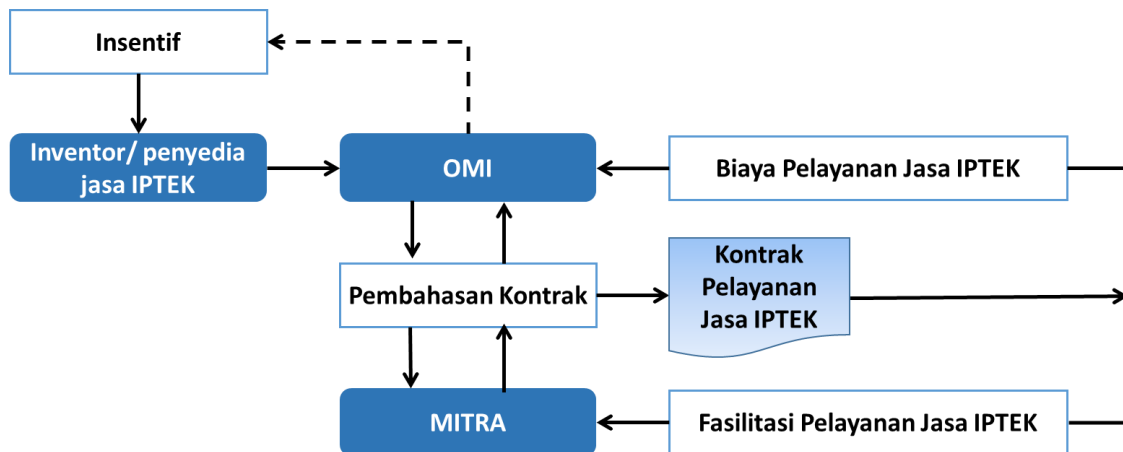 Insentif
Inventor/ penyedia
jasa IPTEK
OMI
Biaya Pelayanan Jasa IPTEK
Pembahasan Kontrak
Kontrak
Pelayanan
Jasa IPTEK
MITRA
Fasilitasi Pelayanan Jasa IPTEK